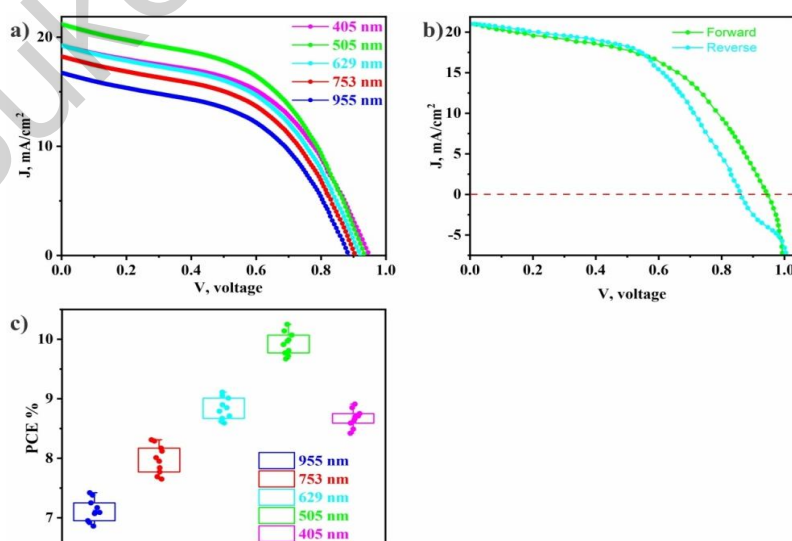 a)
20
10
0
J, mA/cm²
0.0 0.2 0.4 0.6 0.8 1.0
V, voltage
405 nm
505 nm
629 nm
753 nm
955 nm
b)
20
15
10
5
0
-5
J, mA/cm²
0.0 0.2 0.4 0.6 0.8 1.0
V, voltage
Forward
Reverse
c)
10
9
8
7
PCE %
955 nm
753 nm
629 nm
505 nm
405 nm